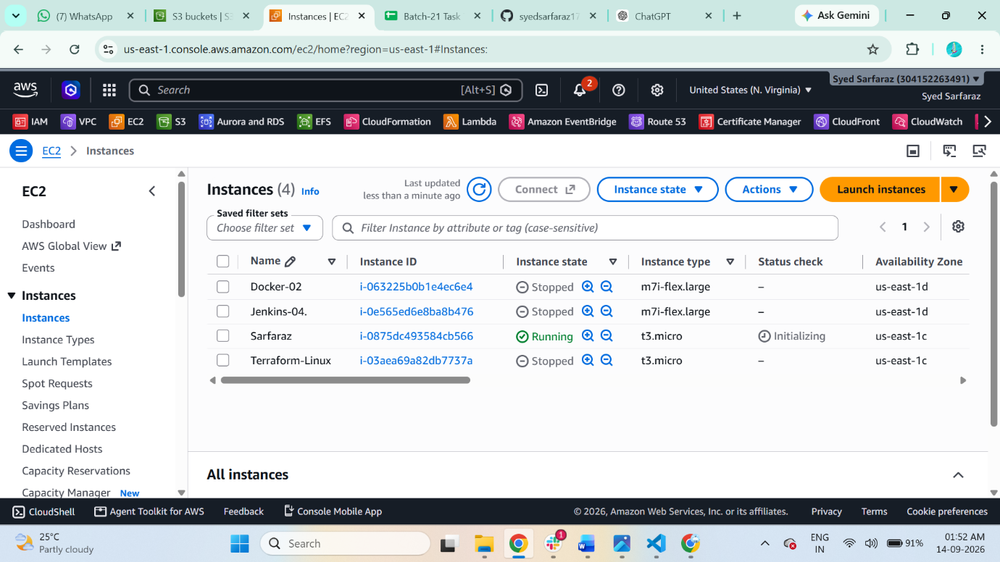 (7) WhatsApp
S3 buckets | S3
Instances | EC2
Batch-21 Task
syedsarfaraz17
ChatGPT
Ask Gemini
us-east-1.console.aws.amazon.com/ec2/home?region=us-east-1#Instances:
aws
Search
[Alt+S]
2
United States (N. Virginia)
Syed Sarfaraz (304152263491)
Syed Sarfaraz
IAM
VPC
EC2
S3
Aurora and RDS
EFS
CloudFormation
Lambda
Amazon EventBridge
Route 53
Certificate Manager
CloudFront
CloudWatch
EC2
Instances
EC2
Dashboard
AWS Global View
Events
Instances
Instances
Instance Types
Launch Templates
Spot Requests
Savings Plans
Reserved Instances
Dedicated Hosts
Capacity Reservations
Capacity Manager New
Instances (4) Info
Last updated
less than a minute ago
Connect
Instance state
Actions
Launch instances
Saved filter sets
Choose filter set
Filter Instance by attribute or tag (case-sensitive)
1
Name Instance ID Instance state Instance type Status check Availability Zone
Docker-02 i-063225b0b1e4ec6e4 Stopped m7i-flex.large – us-east-1d
Jenkins-04. i-0e565ed6e8ba8b476 Stopped m7i-flex.large – us-east-1d
Sarfaraz i-0875dc493584cb566 Running t3.micro Initializing us-east-1c
Terraform-Linux i-03aea69a82db7737a Stopped t3.micro – us-east-1c
All instances
CloudShell
Agent Toolkit for AWS
Feedback
Console Mobile App
© 2026, Amazon Web Services, Inc. or its affiliates.
Privacy
Terms
Cookie preferences
25°C
Partly cloudy
Search
1
ENG
IN
91%
01:52 AM
14-09-2026